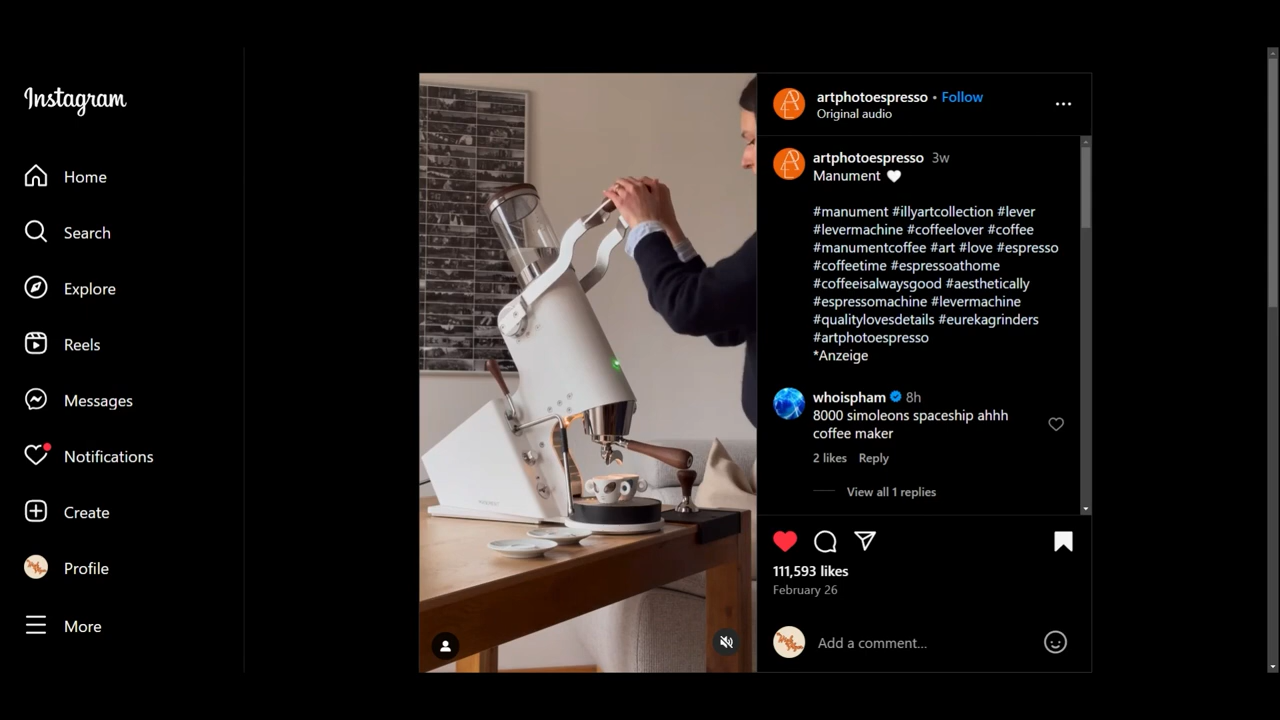 Instagram
Home
Search
Explore
Reels
Messages
Notifications
Create
Profile
More
artphotoespresso • Follow
Original audio
artphotoespresso 3w
Manument 🤍
#manument #illyartcollection #lever
#levermachine #coffeelover #coffee
#manumentcoffee #art #love #espresso
#coffeetime #espressoathome
#coffeeisalwaysgood #aesthetically
#espressomachine #levermachine
#qualitylovesdetails #eurekagrinders
#artphotoespresso
*Anzeige
whoispham 8h
8000 simoleons spaceship ahhh
coffee maker
2 likes Reply
View all 1 replies
111,593 likes
February 26
Add a comment...